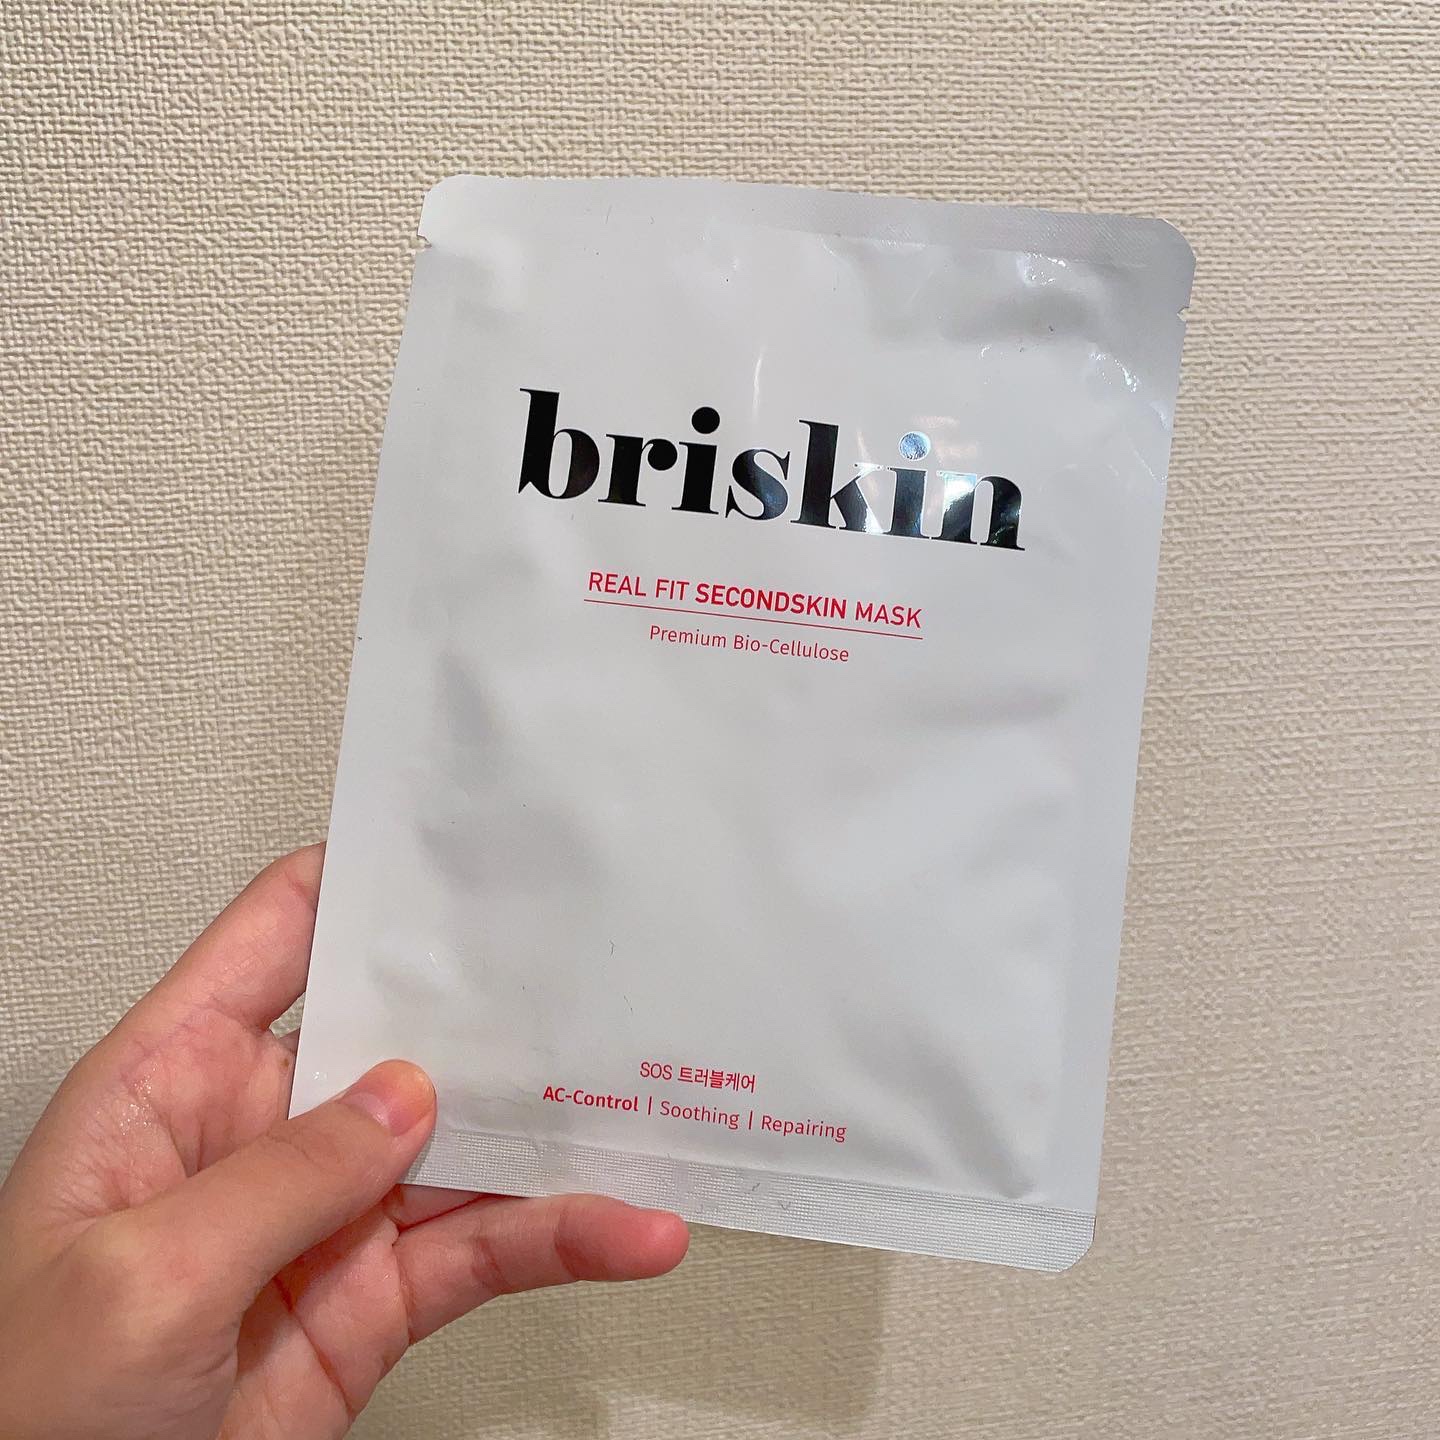 briskin
REAL FIT SECONDSKIN MASK
Premium Bio-Cellulose
SOS 트러블케어
AC-Control | Soothing | Repairing